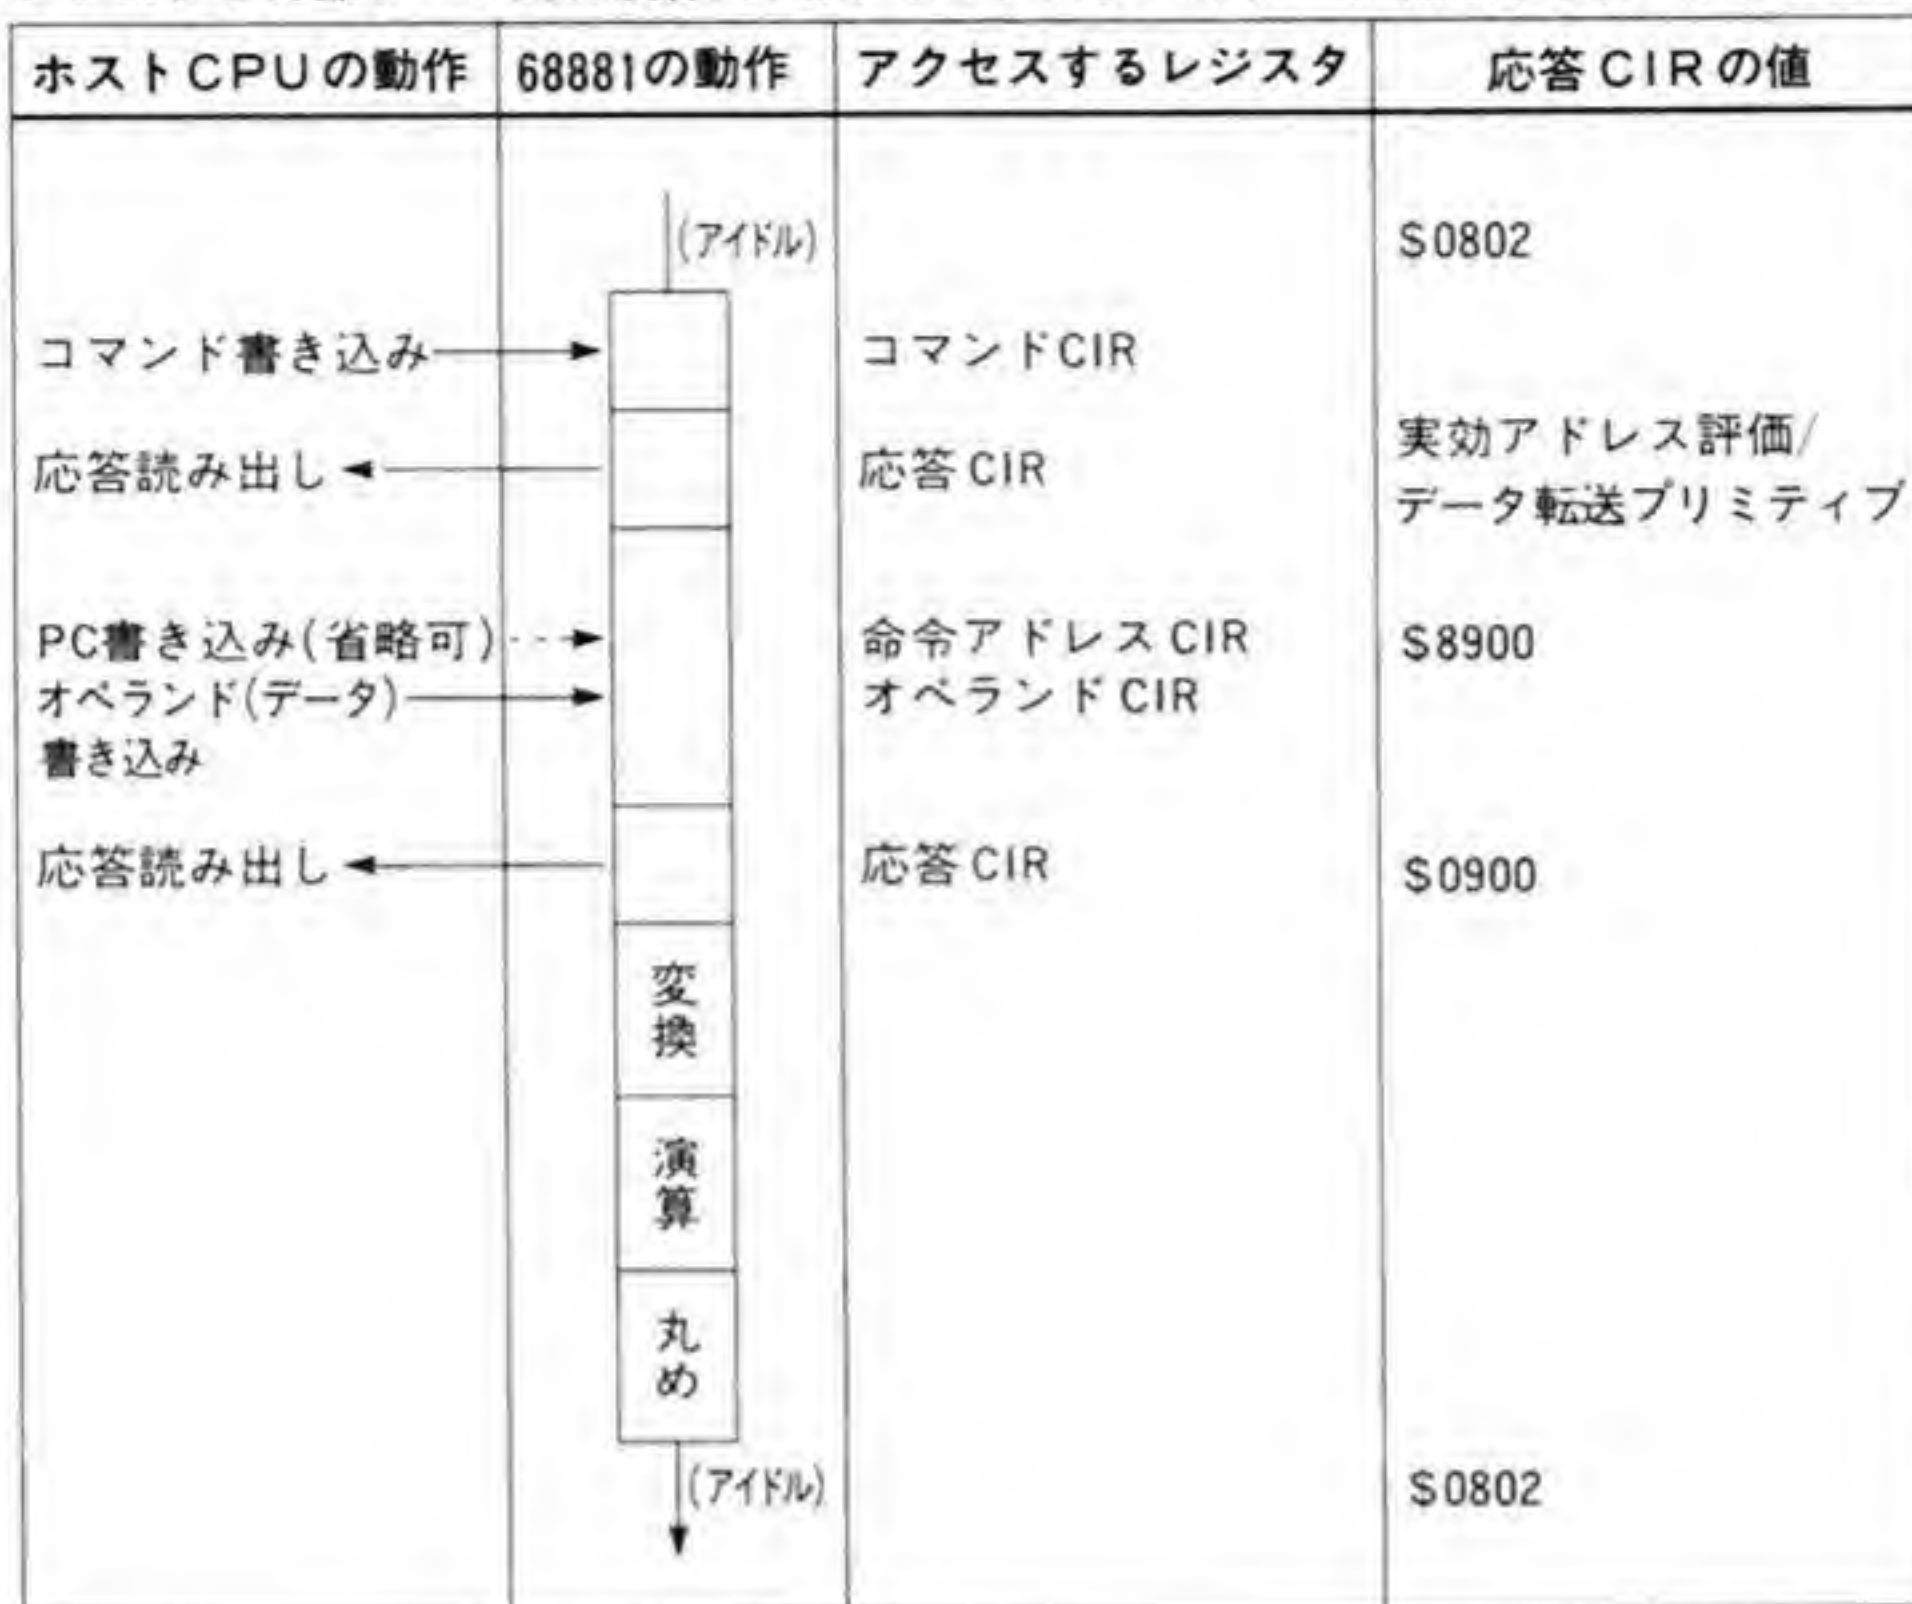 ホストCPUの動作 68881の動作 アクセスするレジスタ 応答CIRの値
(アイドル) $0802
コマンド書き込み コマンドCIR
応答読み出し 応答CIR 実効アドレス評価/
データ転送プリミティブ
PC書き込み(省略可) 命令アドレスCIR $8900
オペランド(データ) オペランドCIR
書き込み
応答読み出し 応答CIR $0900
変換
演算
丸め
(アイドル) $0802